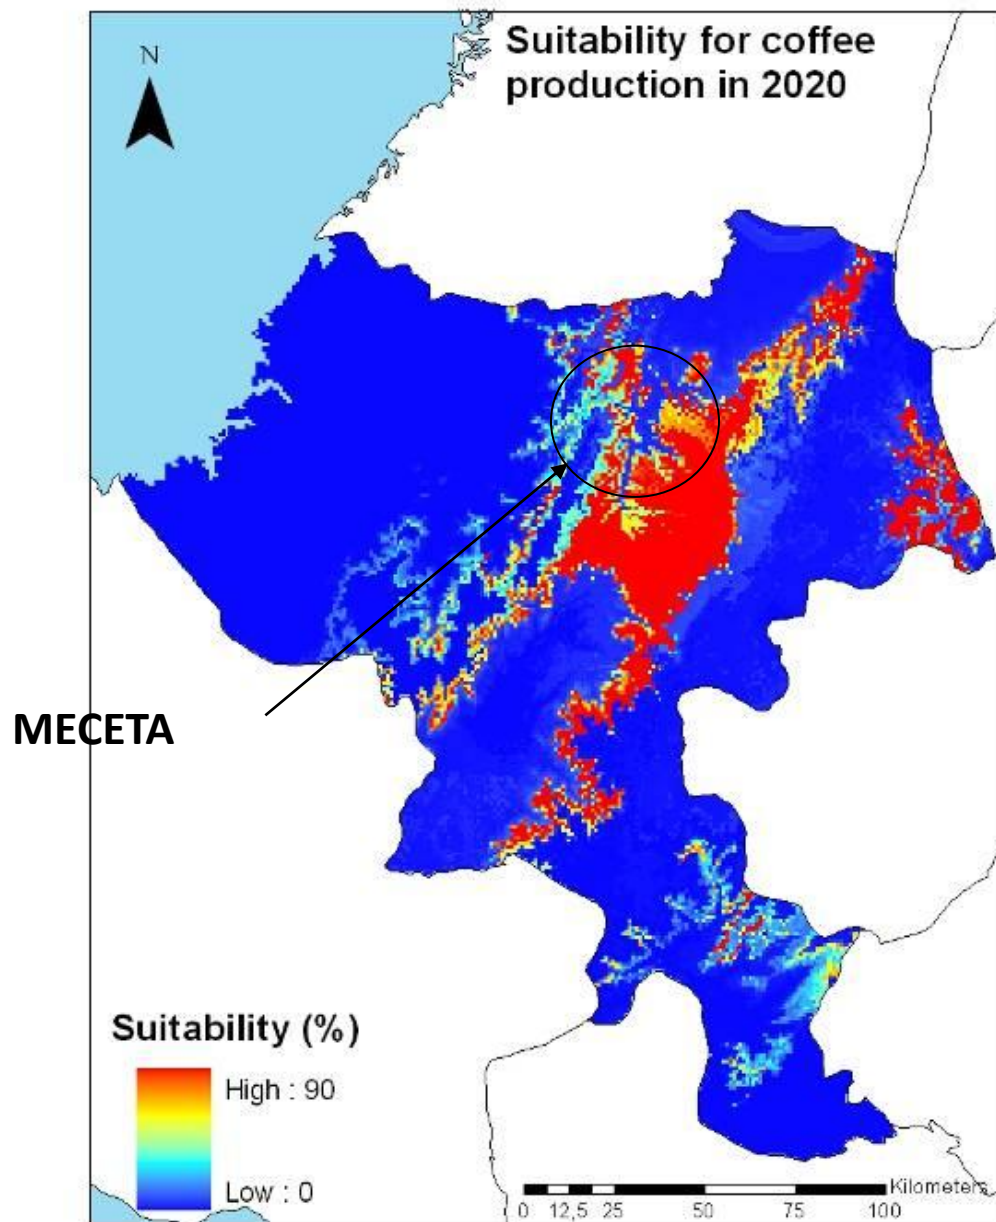 Suitability for coffee
production in 2020
N
MECETA
Suitability (%)
High : 90
Low : 0
Kilometers
0 12,5 25 50 75 100